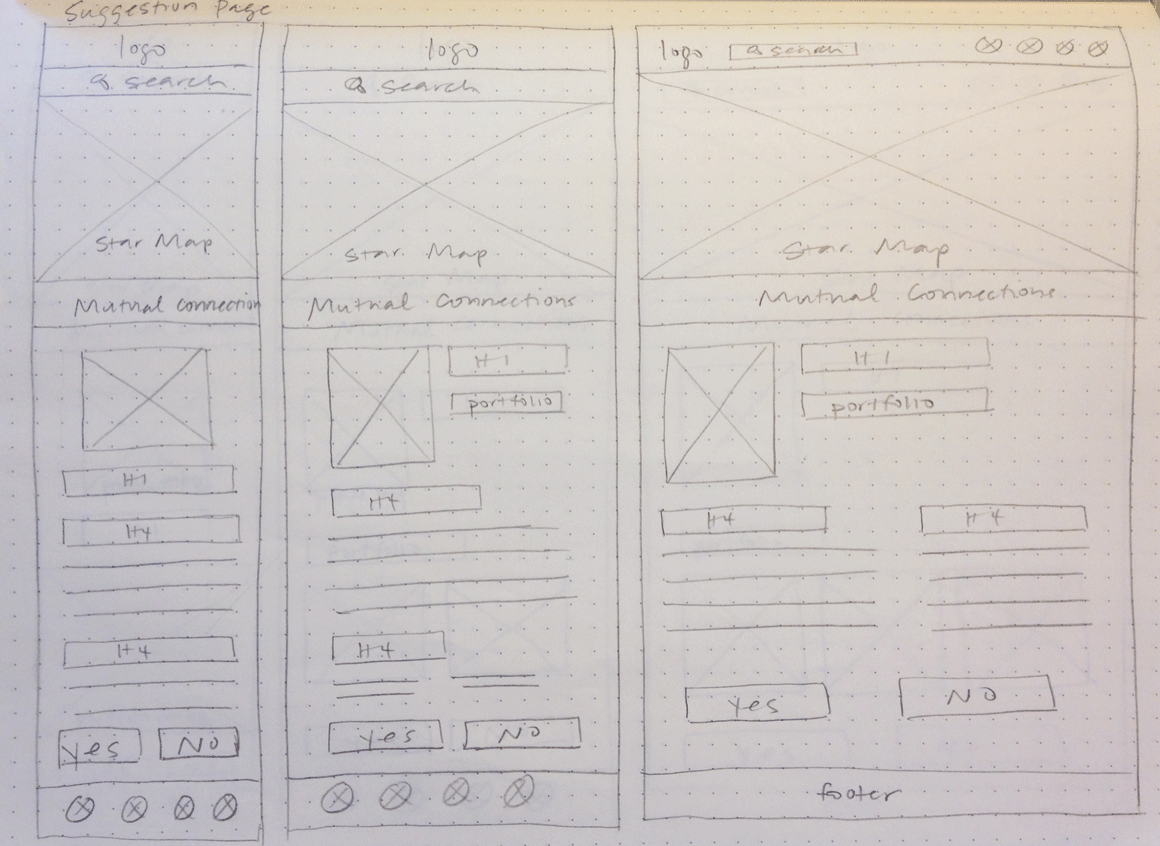 Suggestion Page
logo
search
Star Map
Mutual connection
H1
H4
H4
yes
NO
logo
search
Star Map
Mutual Connections
H1
portfolio
H4
H4
yes
NO
logo
search
Star Map
Mutual Connections
H1
portfolio
H4
H4
yes
NO
footer